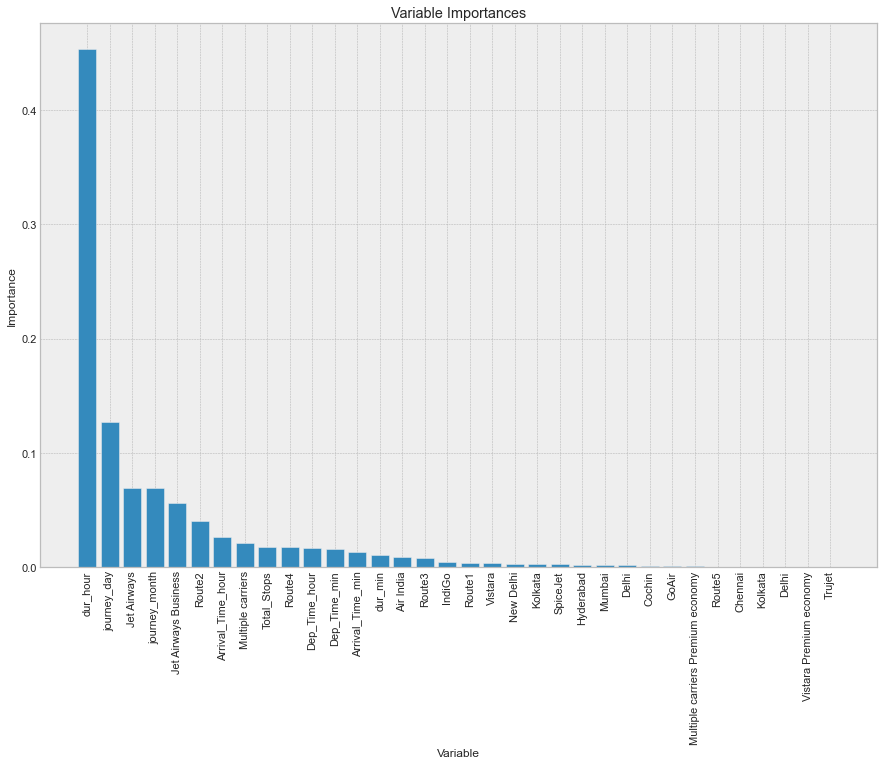 Variable Importances
Importance
0.4
0.3
0.2
0.1
0.0
dur_hour
journey_day
Jet Airways
journey_month
Jet Airways Business
Route2
Arrival_Time_hour
Multiple carriers
Total_Stops
Route4
Dep_Time_hour
Dep_Time_min
Arrival_Time_min
dur_min
Air India
Route3
IndiGo
Route1
Vistara
New Delhi
Kolkata
SpiceJet
Hyderabad
Mumbai
Delhi
Cochin
GoAir
Multiple carriers Premium economy
Route5
Chennai
Kolkata
Delhi
Vistara Premium economy
Trujet
Variable